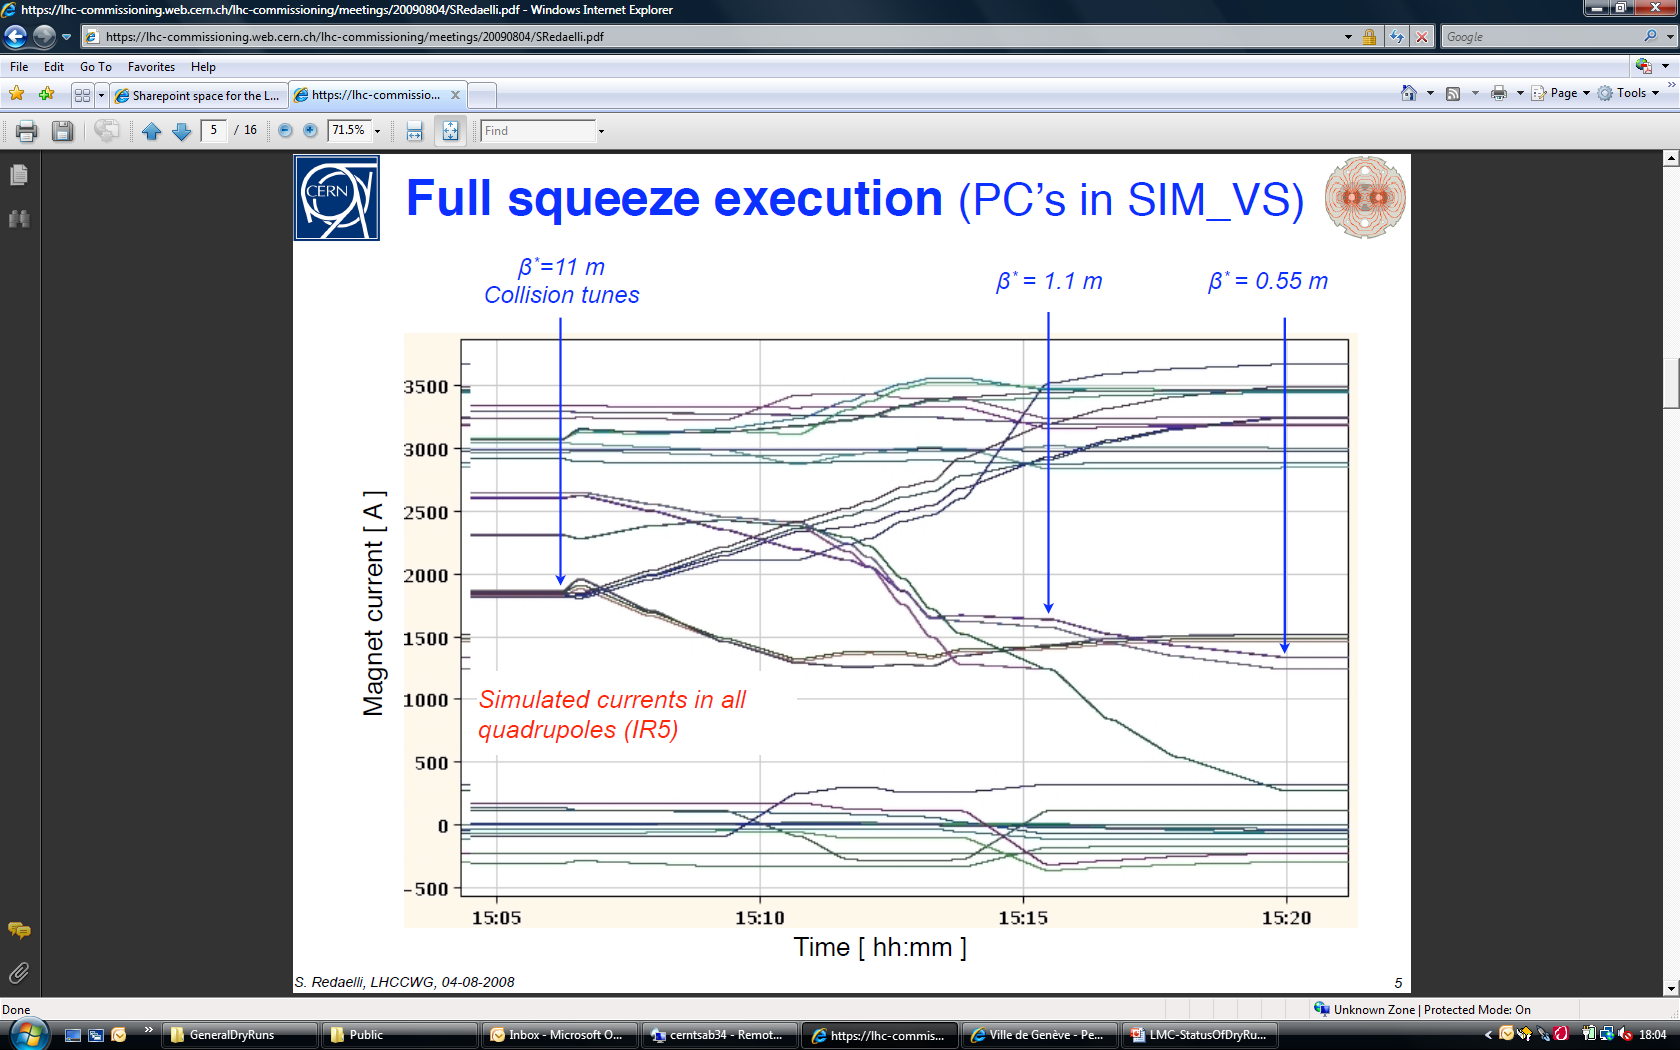 https://lhc-commissioning.web.cern.ch/lhc-commissioning/meetings/20090804/SRedaelli.pdf - Windows Internet Explorer
https://lhc-commissioning.web.cern.ch/lhc-commissioning/meetings/20090804/SRedaelli.pdf
Google
File Edit Go To Favorites Help
Sharepoint space for the L...
https://lhc-commissio...
Page
Tools
5 / 16
71.5%
Find
CERN
Full squeeze execution (PC's in SIM_VS)
β*=11 m
Collision tunes
β* = 1.1 m
β* = 0.55 m
3500
3000
2500
2000
1500
1000
500
0
-500
Magnet current [ A ]
Simulated currents in all
quadrupoles (IR5)
15:05 15:10 15:15 15:20
Time [ hh:mm ]
S. Redaelli, LHCCWG, 04-08-2008
5
Done
Unknown Zone | Protected Mode: On
GeneralDryRuns
Public
Inbox - Microsoft O...
cerntsab34 - Remot...
https://lhc-commis...
Ville de Genève - Pe...
LMC-StatusOfDryRu...
18:04